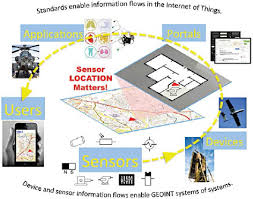 Standards enable information flows in the Internet of Things.
Applications
Portals
Sensor
LOCATION
Matters!
Users
Devices
Sensors
N S
Device and sensor information flows enable GEOINT systems of systems.